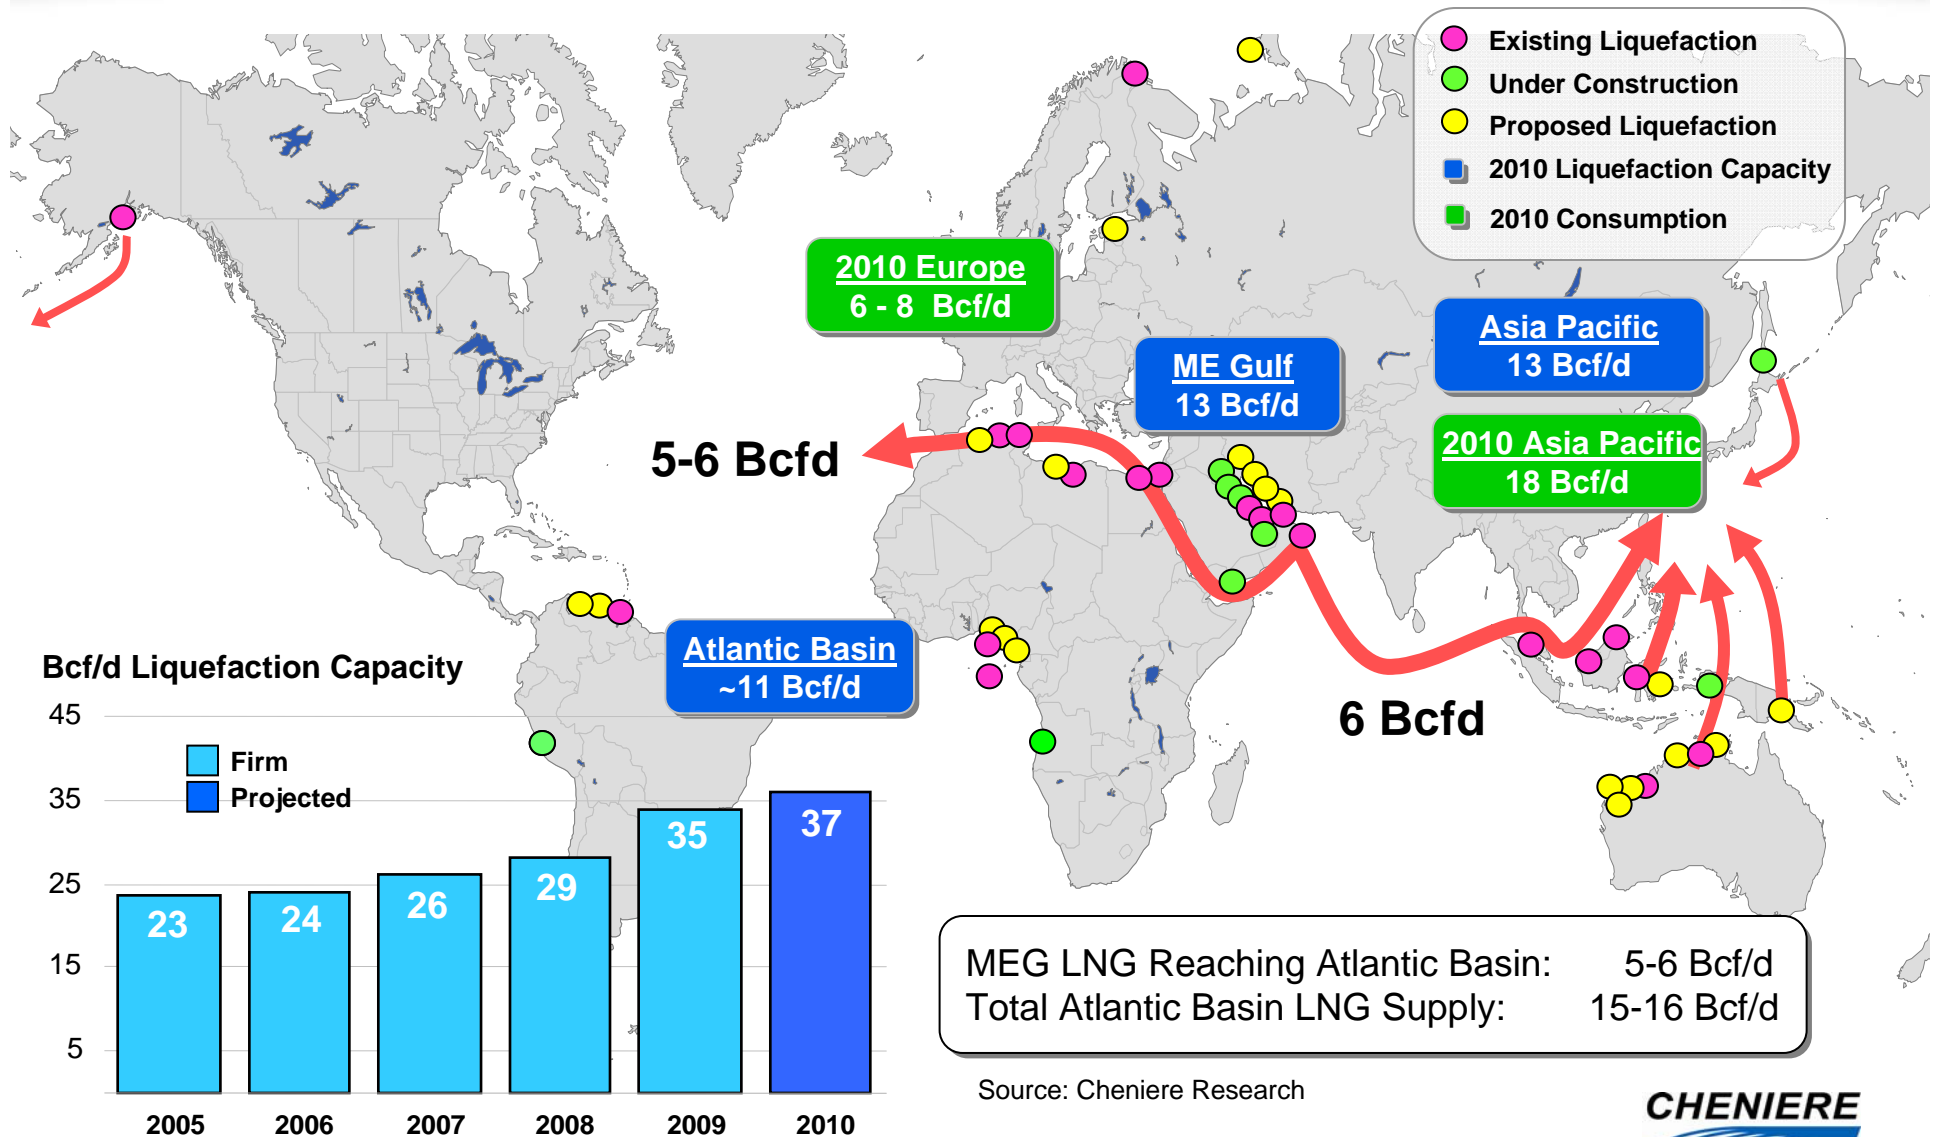 Existing Liquefaction
Under Construction
Proposed Liquefaction
2010 Liquefaction Capacity
2010 Consumption
2010 Europe
6 - 8 Bcf/d
ME Gulf
13 Bcf/d
Asia Pacific
13 Bcf/d
2010 Asia Pacific
18 Bcf/d
5-6 Bcfd
Atlantic Basin
~11 Bcf/d
6 Bcfd
Bcf/d Liquefaction Capacity
45
35
25
15
5
Firm
Projected
23
24
26
29
35
37
2005
2006
2007
2008
2009
2010
MEG LNG Reaching Atlantic Basin: 5-6 Bcf/d
Total Atlantic Basin LNG Supply: 15-16 Bcf/d
Source: Cheniere Research
CHENIERE